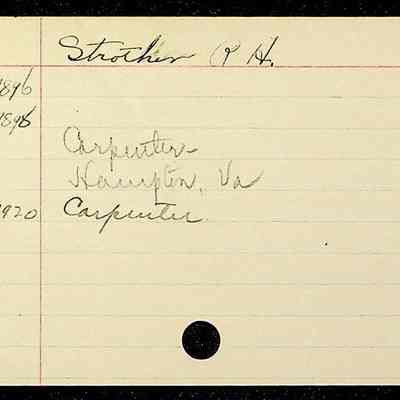 Strother R H.
1896
1898
Carpenter
Hampton, Va
1920 Carpenter